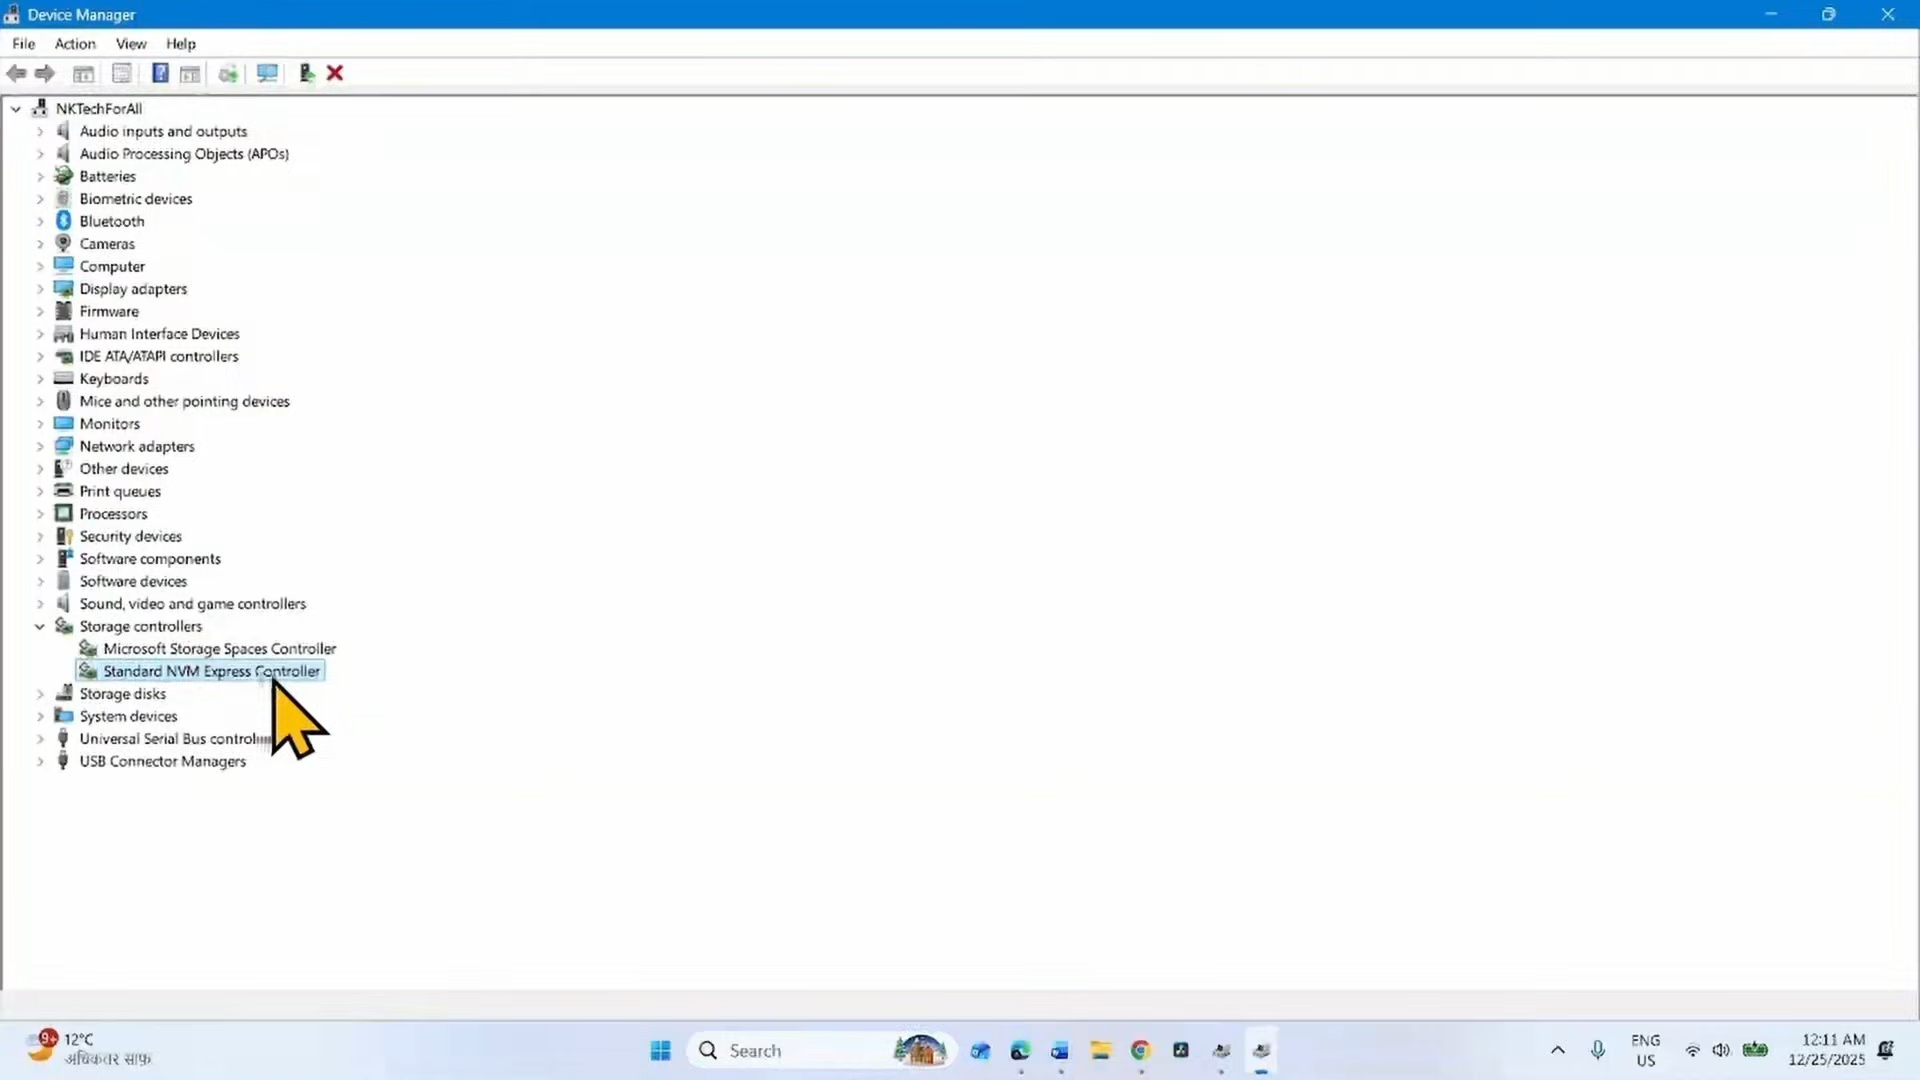 Device Manager
File Action View Help
NKTechForAll
Audio inputs and outputs
Audio Processing Objects (APOs)
Batteries
Biometric devices
Bluetooth
Cameras
Computer
Display adapters
Firmware
Human Interface Devices
IDE ATA/ATAPI controllers
Keyboards
Mice and other pointing devices
Monitors
Network adapters
Other devices
Print queues
Processors
Security devices
Software components
Software devices
Sound, video and game controllers
Storage controllers
Microsoft Storage Spaces Controller
Standard NVM Express Controller
Storage disks
System devices
Universal Serial Bus
USB Connector Managers
9+
12°C
अधिकतर साफ़
Search
ENG
US
12:11 AM
12/25/2025